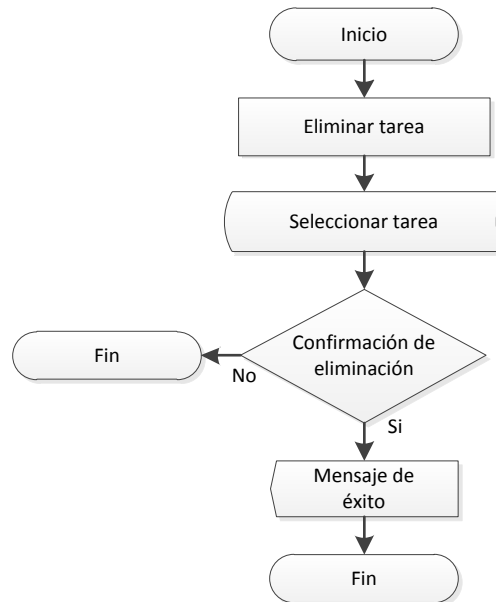 Inicio
Eliminar tarea
Seleccionar tarea
Confirmación de
eliminación
Fin
No
Si
Mensaje de
éxito
Fin